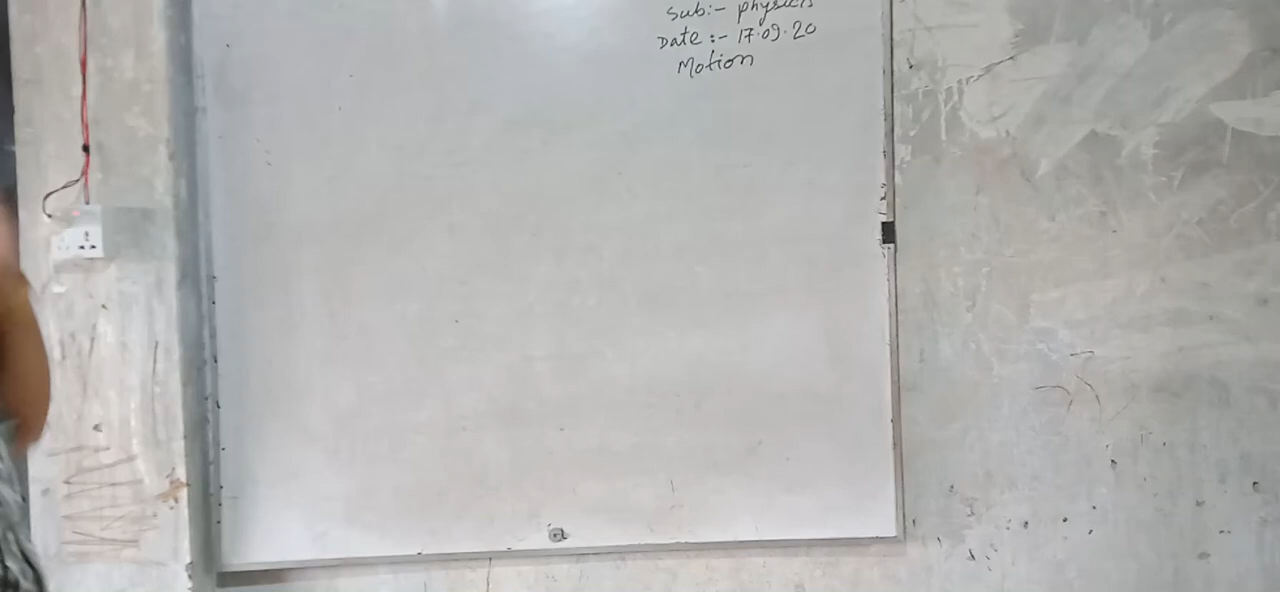 Sub:- physics
Date :- 17.09.20
Motion